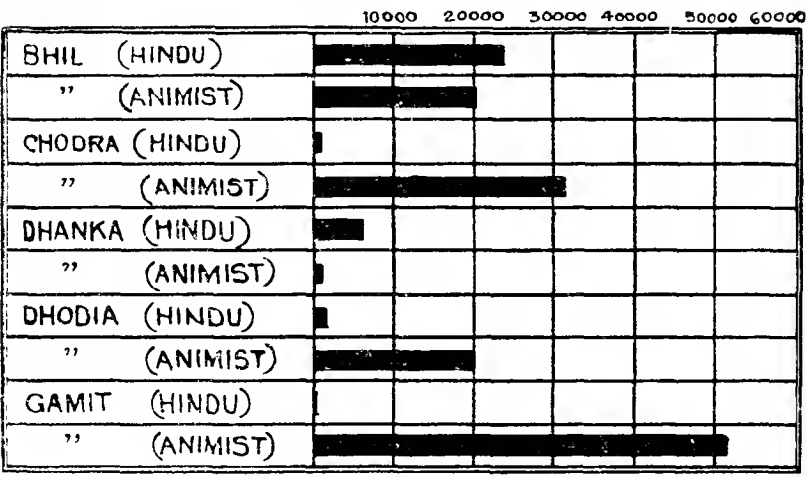 10000 20000 30000 40000 50000 60000
BHIL (HINDU)
" (ANIMIST)
CHODRA (HINDU)
" (ANIMIST)
DHANKA (HINDU)
" (ANIMIST)
DHODIA (HINDU)
" (ANIMIST)
GAMIT (HINDU)
" (ANIMIST)